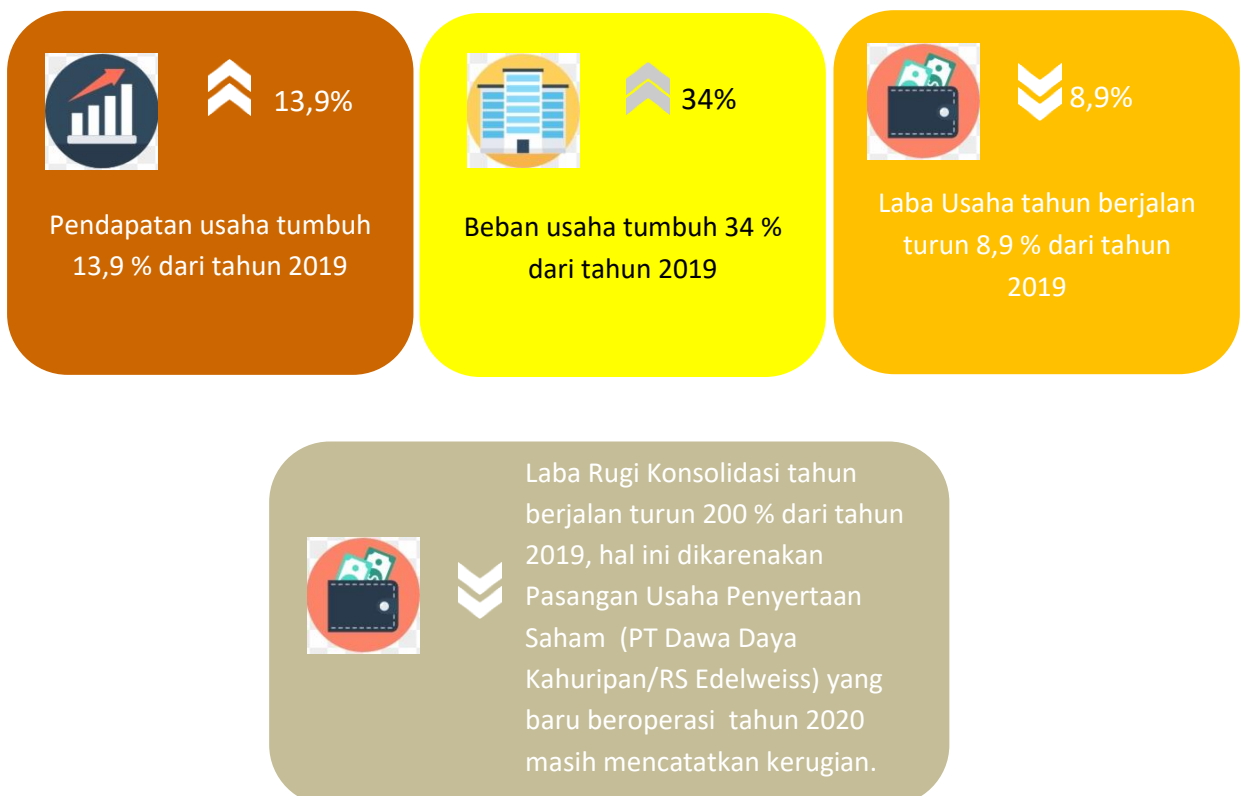 13,9%
Pendapatan usaha tumbuh
13,9 % dari tahun 2019
34%
Beban usaha tumbuh 34 %
dari tahun 2019
8,9%
Laba Usaha tahun berjalan
turun 8,9 % dari tahun
2019
Laba Rugi Konsolidasi tahun
berjalan turun 200 % dari tahun
2019, hal ini dikarenakan
Pasangan Usaha Penyertaan
Saham (PT Dawa Daya
Kahuripan/RS Edelweiss) yang
baru beroperasi tahun 2020
masih mencatatkan kerugian.